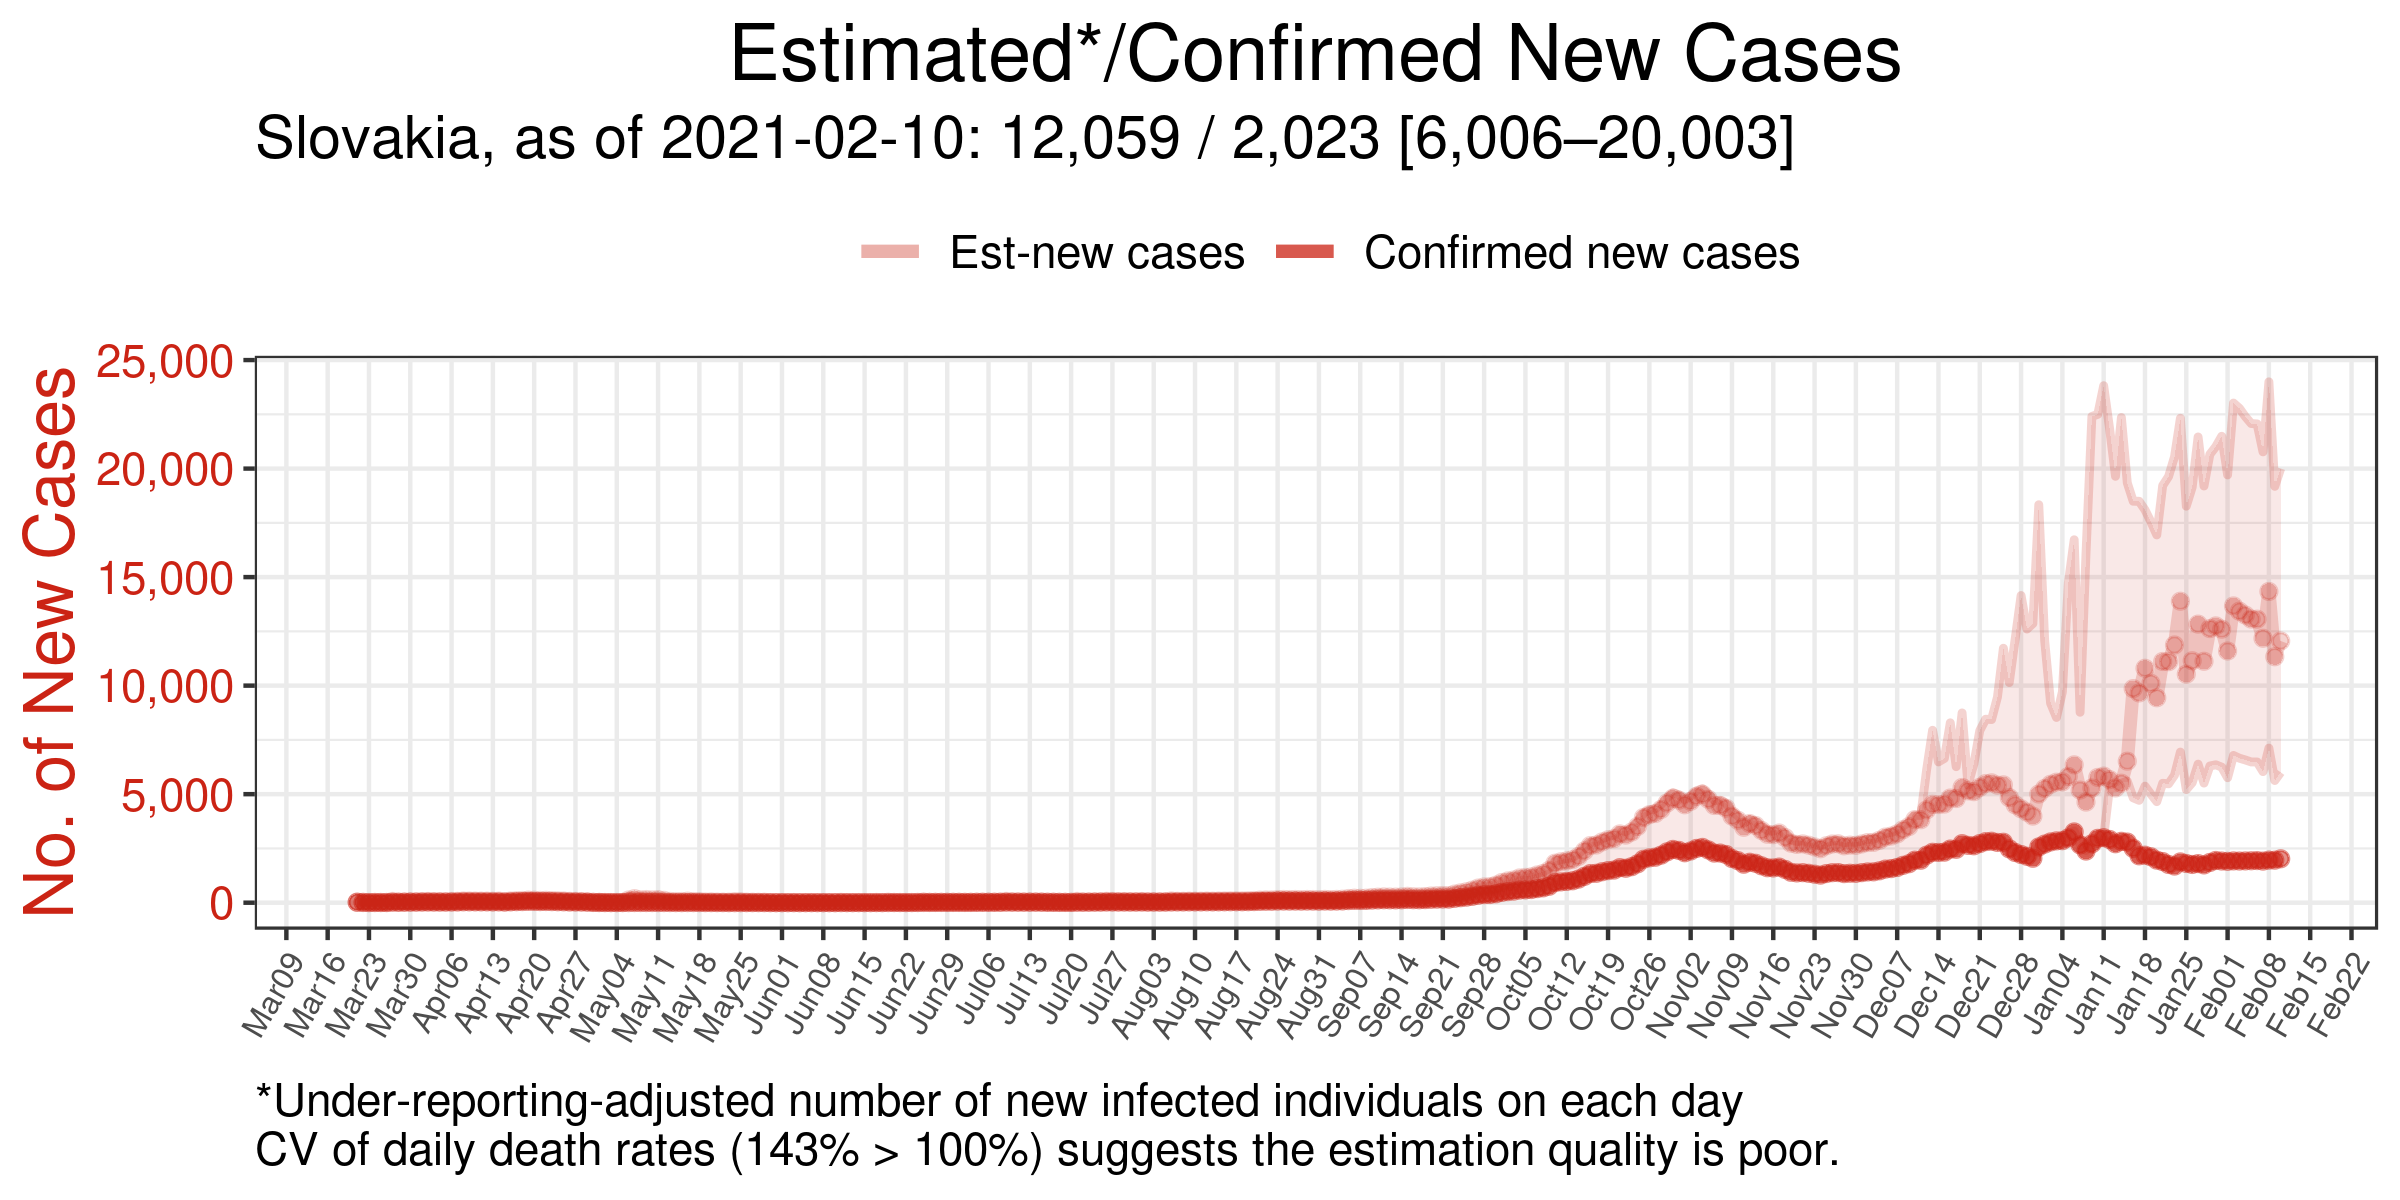 Estimated*/Confirmed New Cases
Slovakia, as of 2021-02-10: 12,059 / 2,023 [6,006–20,003]
Est-new cases
Confirmed new cases
No. of New Cases
25,000
20,000
15,000
10,000
5,000
0
Mar09
Mar16
Mar23
Mar30
Apr06
Apr13
Apr20
Apr27
May04
May11
May18
May25
Jun01
Jun08
Jun15
Jun22
Jun29
Jul06
Jul13
Jul20
Jul27
Aug03
Aug10
Aug17
Aug24
Aug31
Sep07
Sep14
Sep21
Sep28
Oct05
Oct12
Oct19
Oct26
Nov02
Nov09
Nov16
Nov23
Nov30
Dec07
Dec14
Dec21
Dec28
Jan04
Jan11
Jan18
Jan25
Feb01
Feb08
Feb15
Feb22
*Under-reporting-adjusted number of new infected individuals on each day
CV of daily death rates (143% > 100%) suggests the estimation quality is poor.